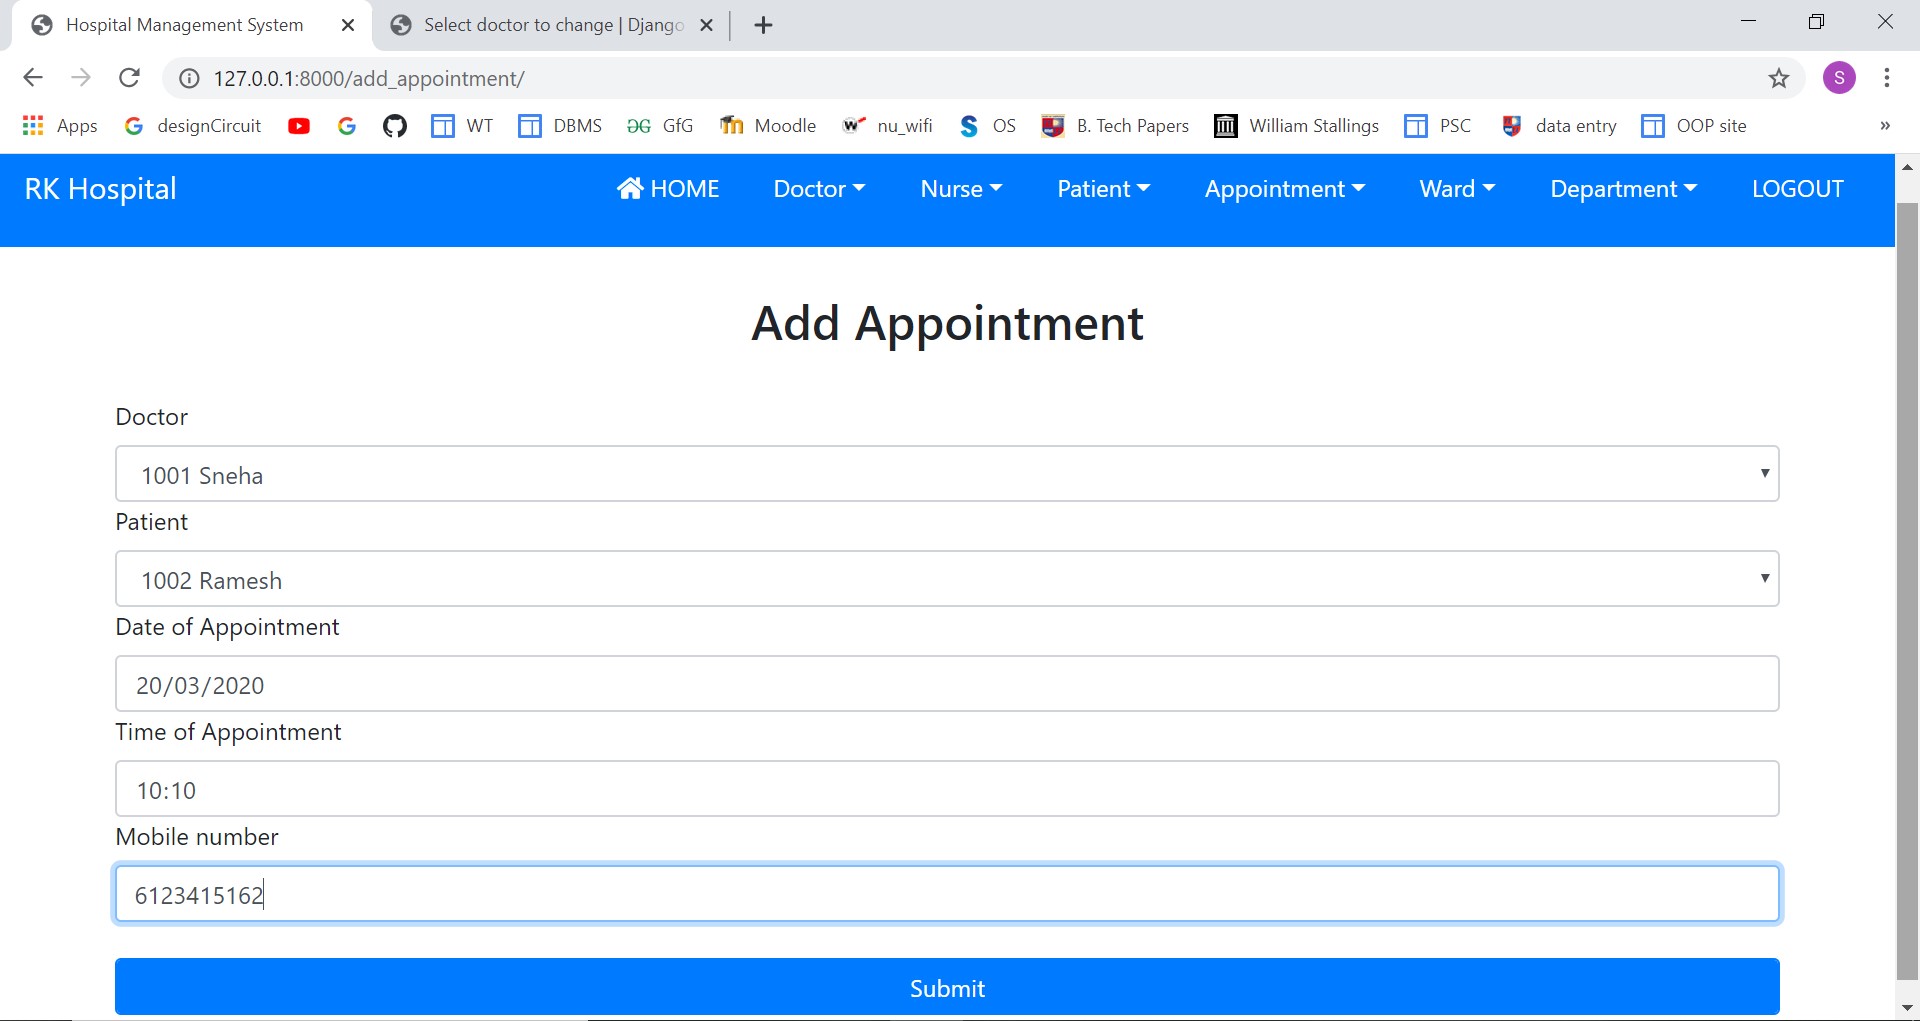 Hospital Management System
Select doctor to change | Django
127.0.0.1:8000/add_appointment/
S
Apps designCircuit WT DBMS GfG Moodle nu_wifi OS B. Tech Papers William Stallings PSC data entry OOP site »
RK Hospital HOME Doctor Nurse Patient Appointment Ward Department LOGOUT
Add Appointment
Doctor
1001 Sneha
Patient
1002 Ramesh
Date of Appointment
20/03/2020
Time of Appointment
10:10
Mobile number
6123415162
Submit